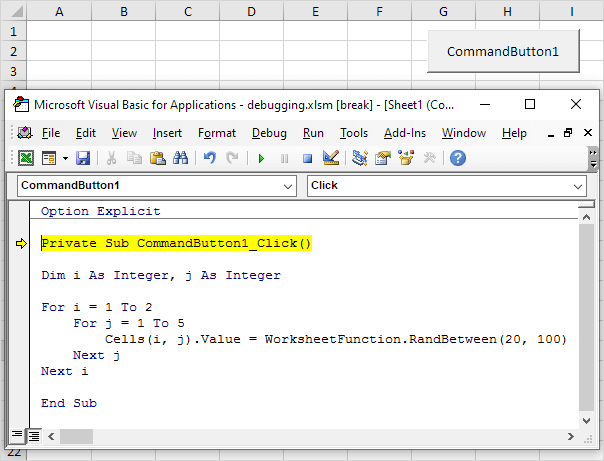 A B C D E F G H I
1
2
3
CommandButton1
Microsoft Visual Basic for Applications - debugging.xlsm [break] - [Sheet1 (Co...
File Edit View Insert Format Debug Run Tools Add-Ins Window Help
CommandButton1 Click
Option Explicit
Private Sub CommandButton1_Click()
Dim i As Integer, j As Integer
For i = 1 To 2
For j = 1 To 5
Cells(i, j).Value = WorksheetFunction.RandBetween(20, 100)
Next j
Next i
End Sub
22